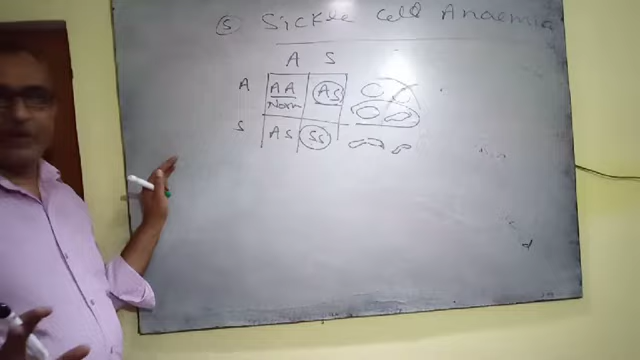 ⑤ Sickle Cell Anaemia
A S
A AA AS
Norm
S AS SS